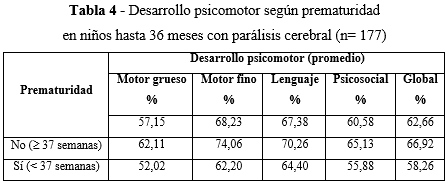 Tabla 4 - Desarrollo psicomotor según prematuridad
en niños hasta 36 meses con parálisis cerebral (n= 177)
Prematuridad
Desarrollo psicomotor (promedio)
Motor grueso Motor fino Lenguaje Psicosocial Global
% % % % %
57,15 68,23 67,38 60,58 62,66
No (≥ 37 semanas) 62,11 74,06 70,26 65,13 66,92
Sí (< 37 semanas) 52,02 62,20 64,40 55,88 58,26